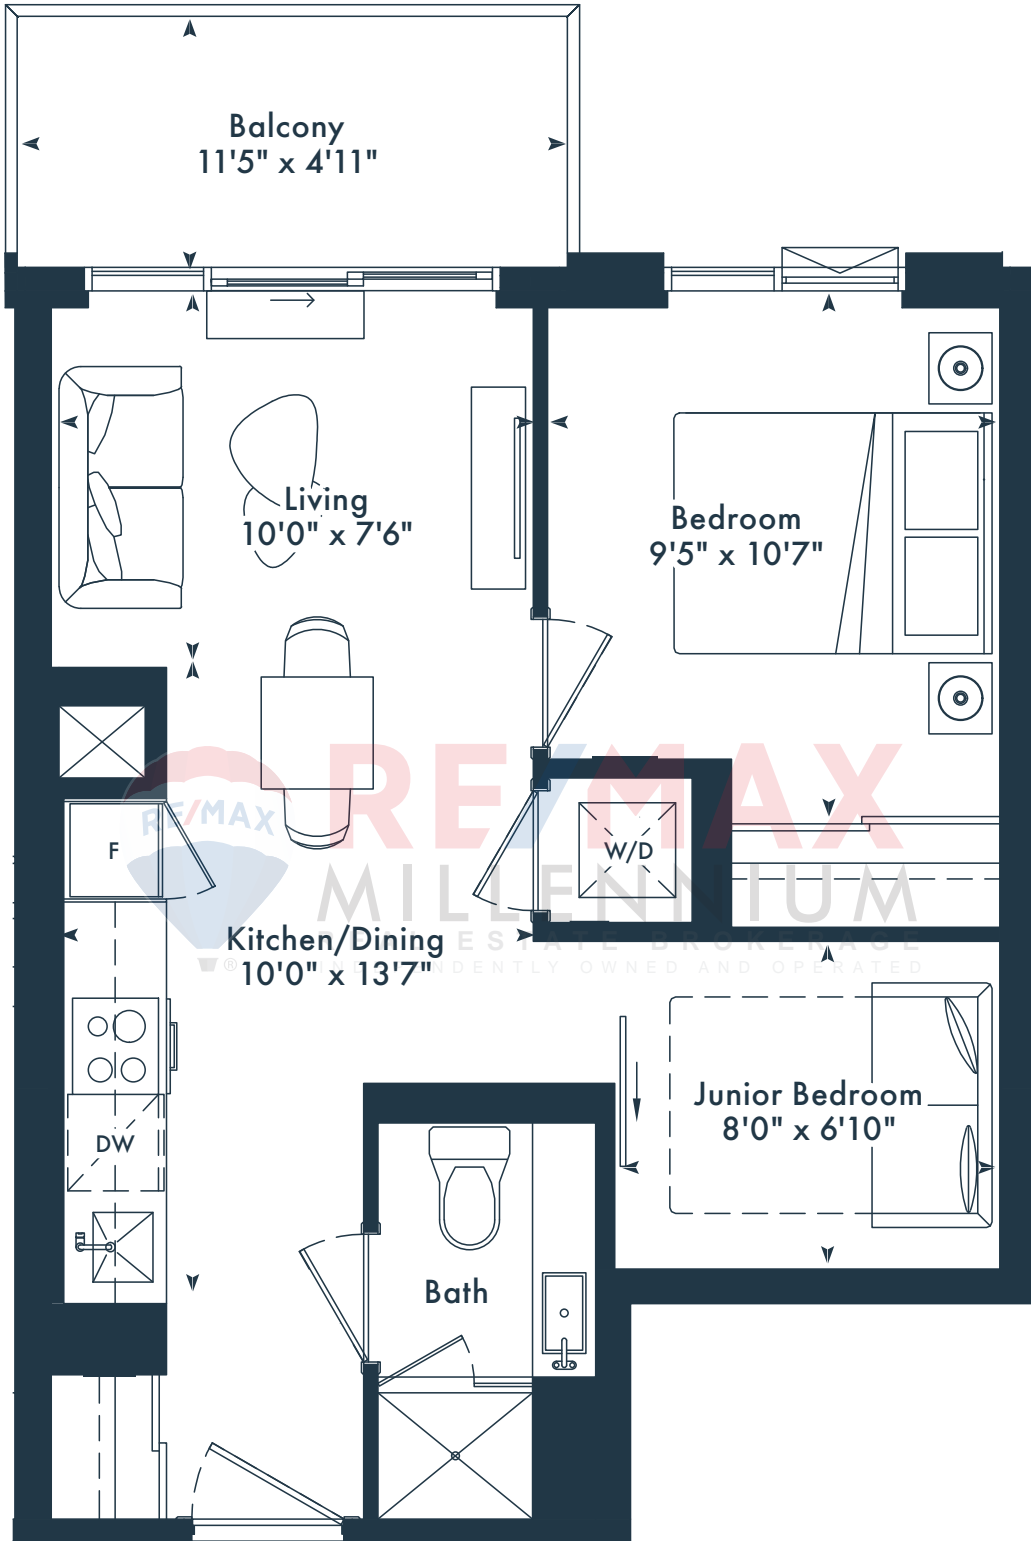 Balcony
11'5" x 4'11"
Living
10'0" x 7'6"
Bedroom
9'5" x 10'7"
RE/MAX
RE/MAX
F
W/D
MILLENNIUM
Kitchen/Dining
REAL ESTATE BROKERAGE
10'0" x 13'7"
® INDEPENDENTLY OWNED AND OPERATED
Junior Bedroom
8'0" x 6'10"
DW
Bath